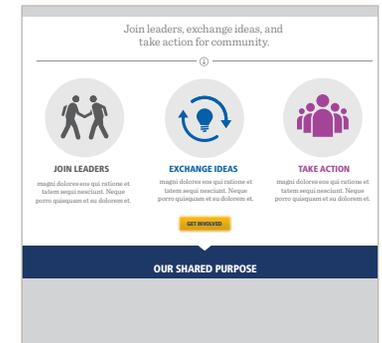 Join leaders, exchange ideas, and
take action for community.
JOIN LEADERS
magni dolores eos qui ratione et
tatem sequi nesciunt. Neque
porro quisquam et su dolorem et.
EXCHANGE IDEAS
magni dolores eos qui ratione et
tatem sequi nesciunt. Neque
porro quisquam et su dolorem et.
TAKE ACTION
magni dolores eos qui ratione et
tatem sequi nesciunt. Neque
porro quisquam et su dolorem et.
GET INVOLVED
OUR SHARED PURPOSE